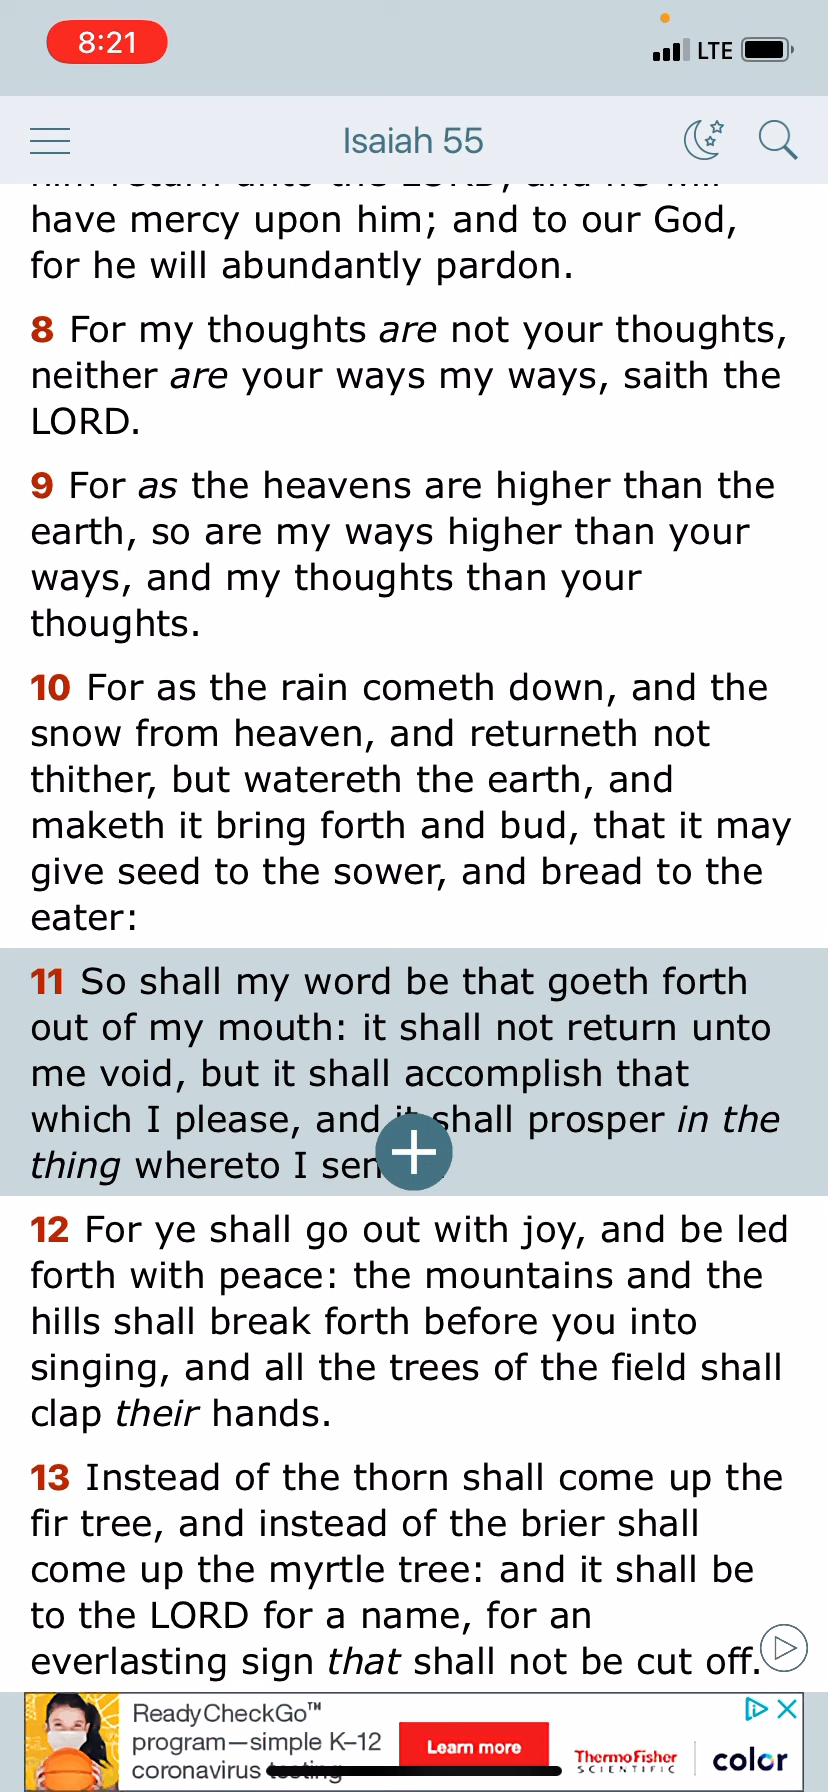 8:21
LTE
Isaiah 55
have mercy upon him; and to our God,
for he will abundantly pardon.
8 For my thoughts are not your thoughts,
neither are your ways my ways, saith the
LORD.
9 For as the heavens are higher than the
earth, so are my ways higher than your
ways, and my thoughts than your
thoughts.
10 For as the rain cometh down, and the
snow from heaven, and returneth not
thither, but watereth the earth, and
maketh it bring forth and bud, that it may
give seed to the sower, and bread to the
eater:
11 So shall my word be that goeth forth
out of my mouth: it shall not return unto
me void, but it shall accomplish that
which I please, and it shall prosper in the
thing whereto I
12 For ye shall go out with joy, and be led
forth with peace: the mountains and the
hills shall break forth before you into
singing, and all the trees of the field shall
clap their hands.
13 Instead of the thorn shall come up the
fir tree, and instead of the brier shall
come up the myrtle tree: and it shall be
to the LORD for a name, for an
everlasting sign that shall not be cut off.
ReadyCheckGo™
program—simple K–12
coronavirus testing
Learn more
ThermoFisher
SCIENTIFIC
color